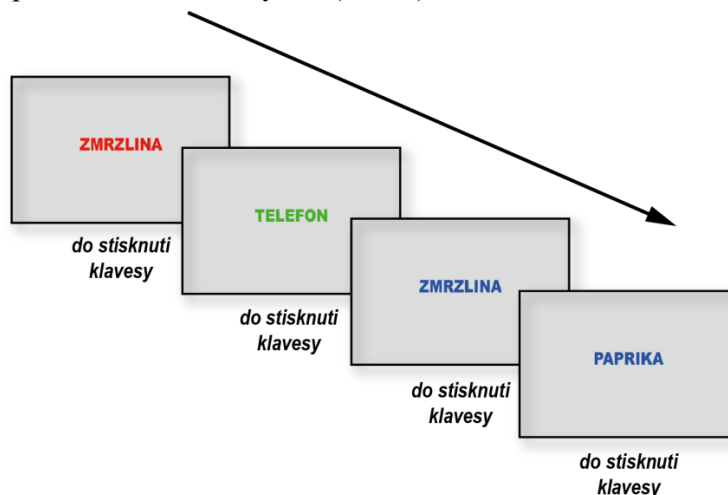 ZMRZLINA
do stisknuti
klavesy
TELEFON
do stisknuti
klavesy
ZMRZLINA
do stisknuti
klavesy
PAPRIKA
do stisknuti
klavesy